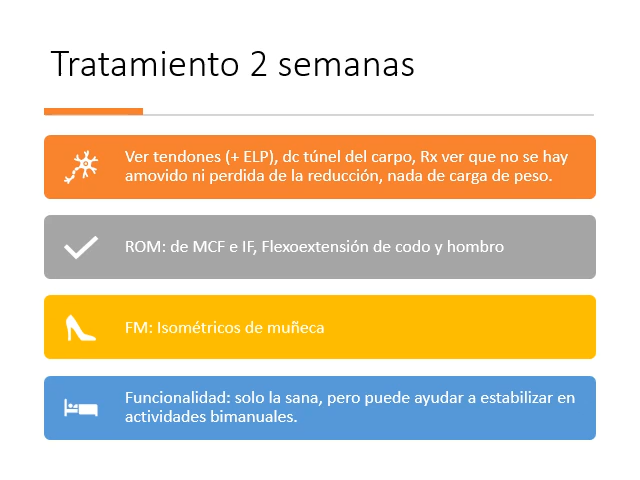 Tratamiento 2 semanas
Ver tendones (+ ELP), dc túnel del carpo, Rx ver que no se hay
amovido ni perdida de la reducción, nada de carga de peso.
ROM: de MCF e IF, Flexoextensión de codo y hombro
FM: Isométricos de muñeca
Funcionalidad: solo la sana, pero puede ayudar a estabilizar en
actividades bimanuales.